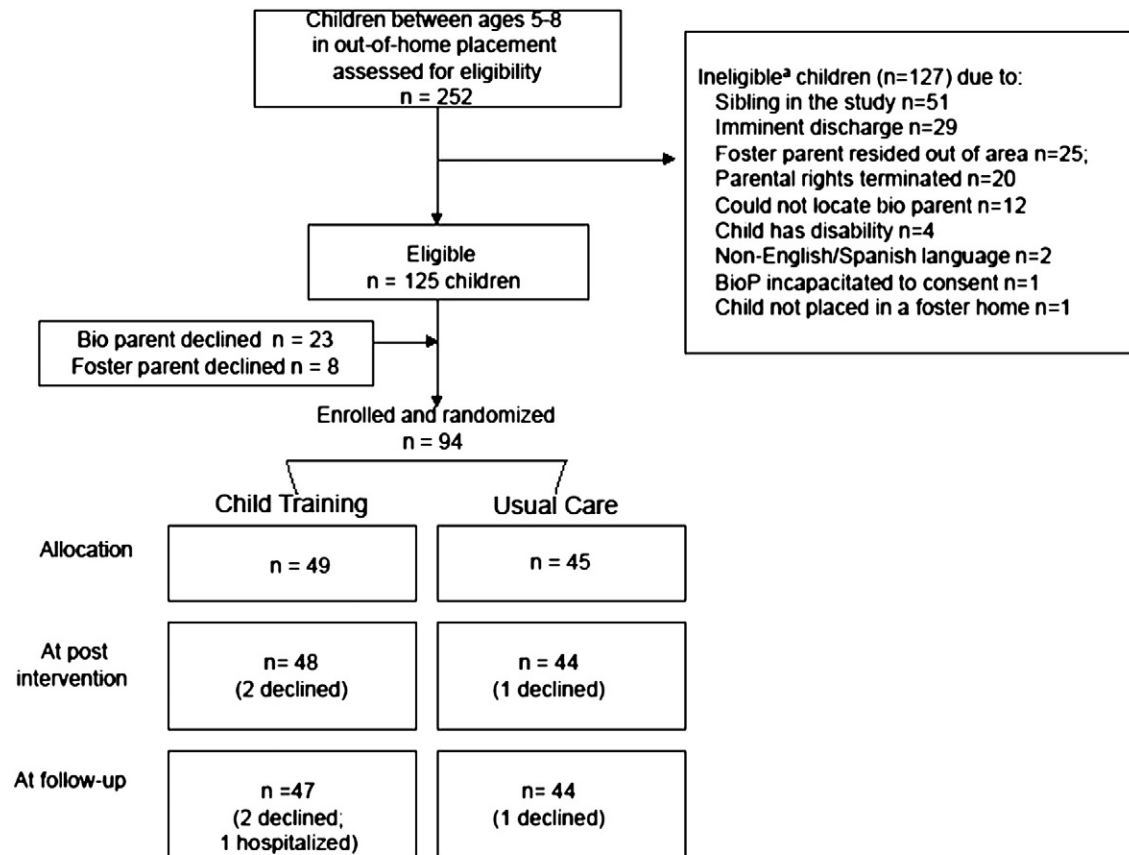 Children between ages 5-8
in out-of-home placement
assessed for eligibility
n = 252
Ineligibleª children (n=127) due to:
Sibling in the study n=51
Imminent discharge n=29
Foster parent resided out of area n=25;
Parental rights terminated n=20
Could not locate bio parent n=12
Child has disability n=4
Non-English/Spanish language n=2
BioP incapacitated to consent n=1
Child not placed in a foster home n=1
Eligible
n = 125 children
Bio parent declined n = 23
Foster parent declined n = 8
Enrolled and randomized
n = 94
Child Training
Usual Care
Allocation
n = 49
n = 45
At post
intervention
n= 48
(2 declined)
n = 44
(1 declined)
At follow-up
n =47
(2 declined;
1 hospitalized)
n= 44
(1 declined)